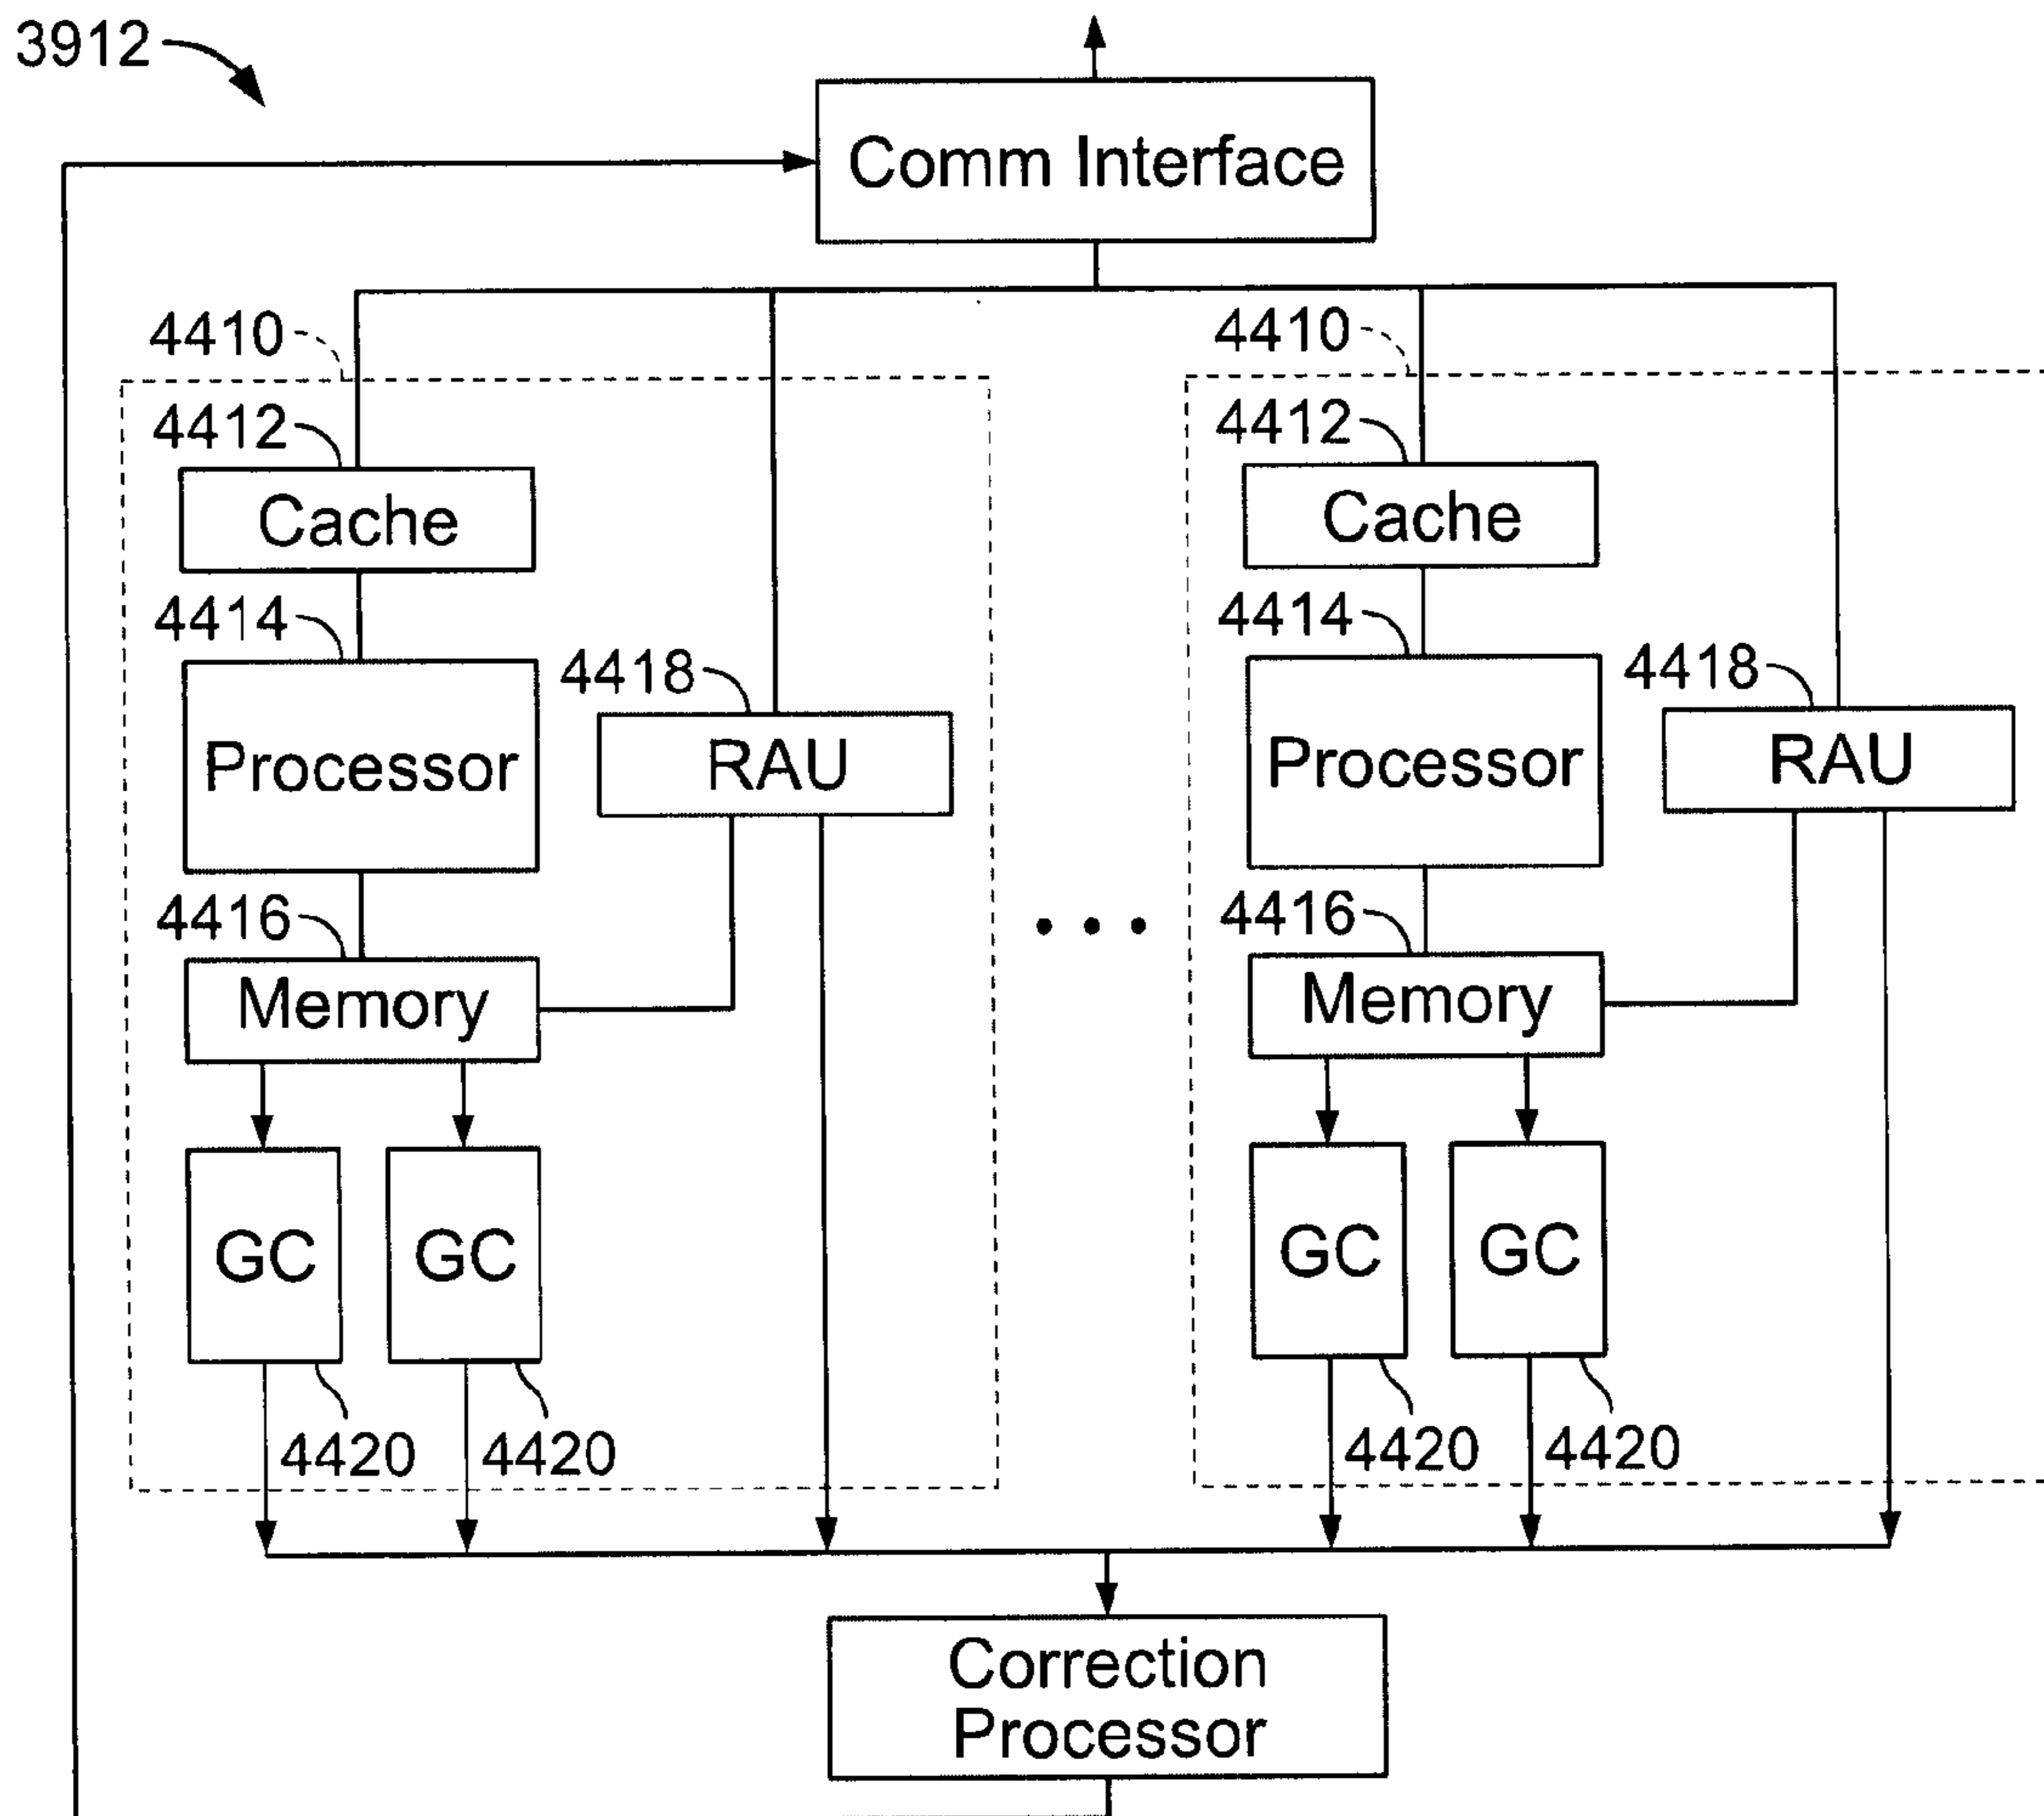 3912
Comm Interface
4410
4410
4412
4412
Cache
Cache
4414
4414
4418
4418
Processor
RAU
Processor
RAU
4416
4416
Memory
Memory
GC
GC
GC
GC
4420
4420
4420
4420
Correction
Processor